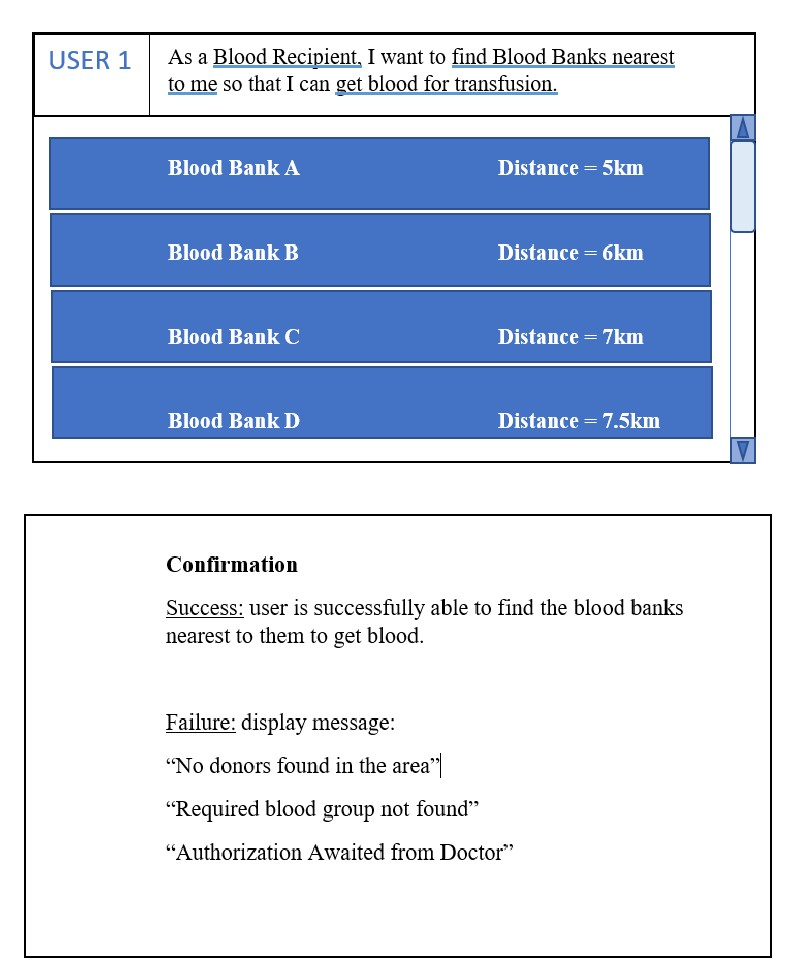 USER 1
As a Blood Recipient, I want to find Blood Banks nearest
to me so that I can get blood for transfusion.
Blood Bank A Distance = 5km
Blood Bank B Distance = 6km
Blood Bank C Distance = 7km
Blood Bank D Distance = 7.5km
Confirmation
Success: user is successfully able to find the blood banks
nearest to them to get blood.
Failure: display message:
“No donors found in the area”
“Required blood group not found”
“Authorization Awaited from Doctor”